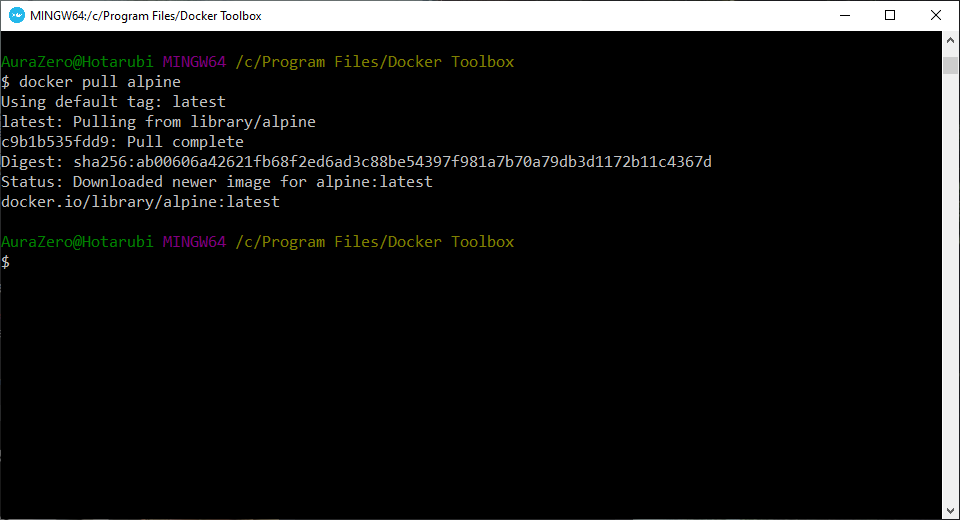 MINGW64:/c/Program Files/Docker Toolbox
AuraZero@Hotarubi MINGW64 /c/Program Files/Docker Toolbox
$ docker pull alpine
Using default tag: latest
latest: Pulling from library/alpine
c9b1b535fdd9: Pull complete
Digest: sha256:ab00606a42621fb68f2ed6ad3c88be54397f981a7b70a79db3d1172b11c4367d
Status: Downloaded newer image for alpine:latest
docker.io/library/alpine:latest
AuraZero@Hotarubi MINGW64 /c/Program Files/Docker Toolbox
$